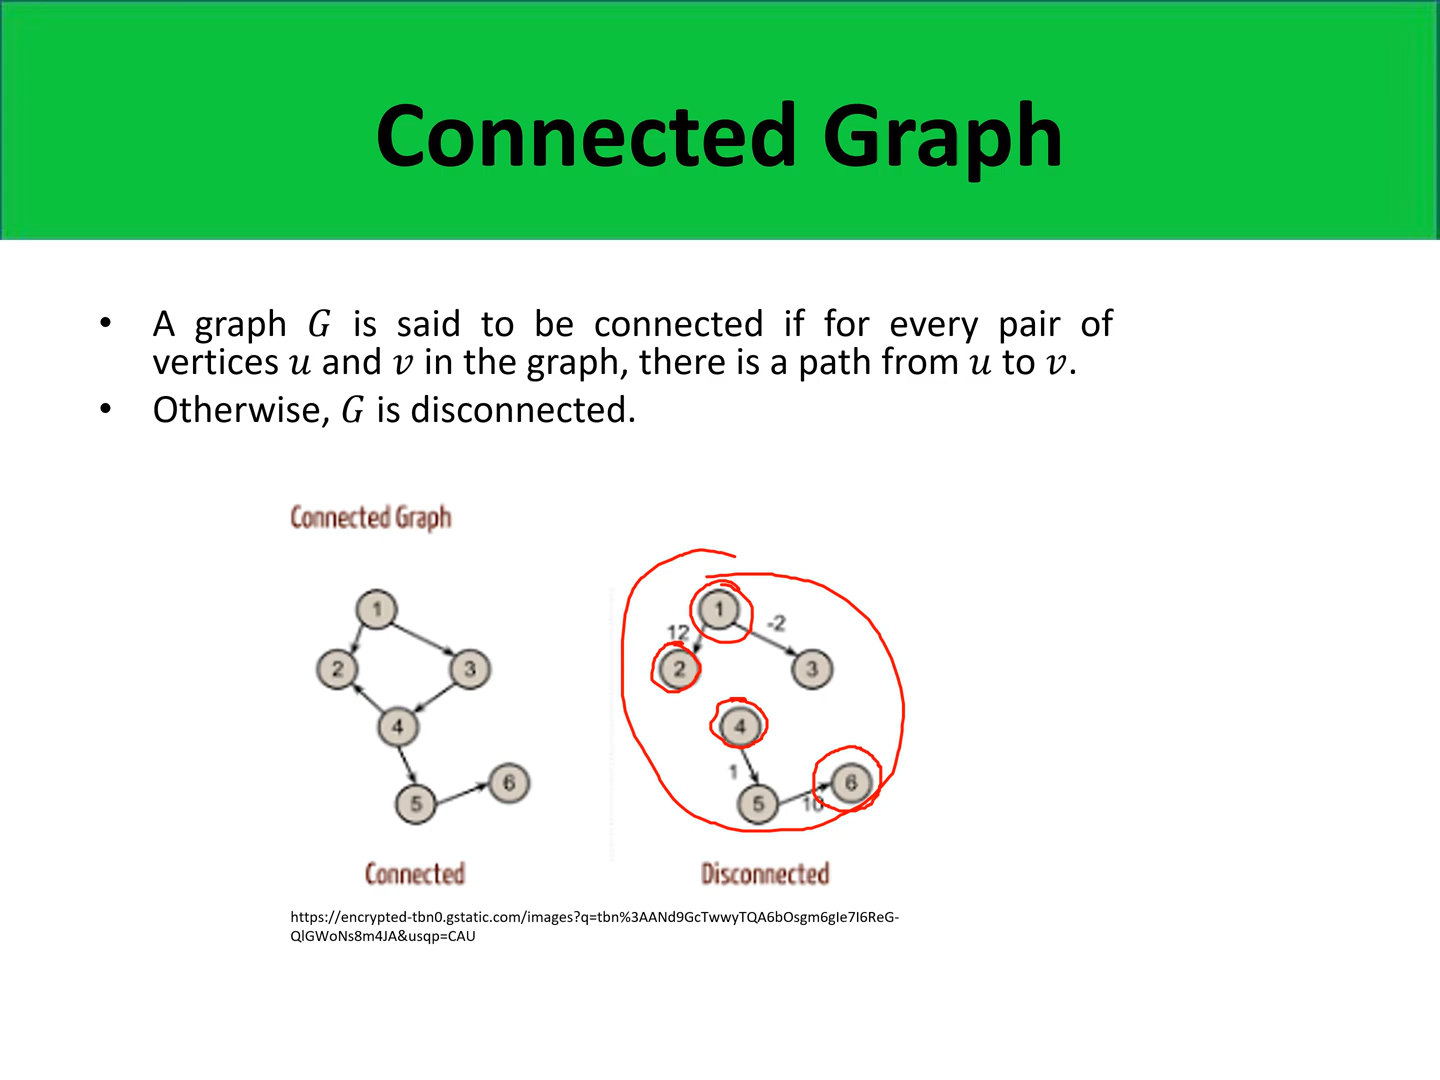 Connected Graph
• A graph G is said to be connected if for every pair of
vertices u and v in the graph, there is a path from u to v.
• Otherwise, G is disconnected.
Connected Graph
1
2
3
4
5
6
Connected
1
12
-2
2
3
4
1
5
10
6
Disconnected
https://encrypted-tbn0.gstatic.com/images?q=tbn%3AANd9GcTwwyTQA6bOsgm6gIe7I6ReG-
QlGWoNs8m4JA&usqp=CAU